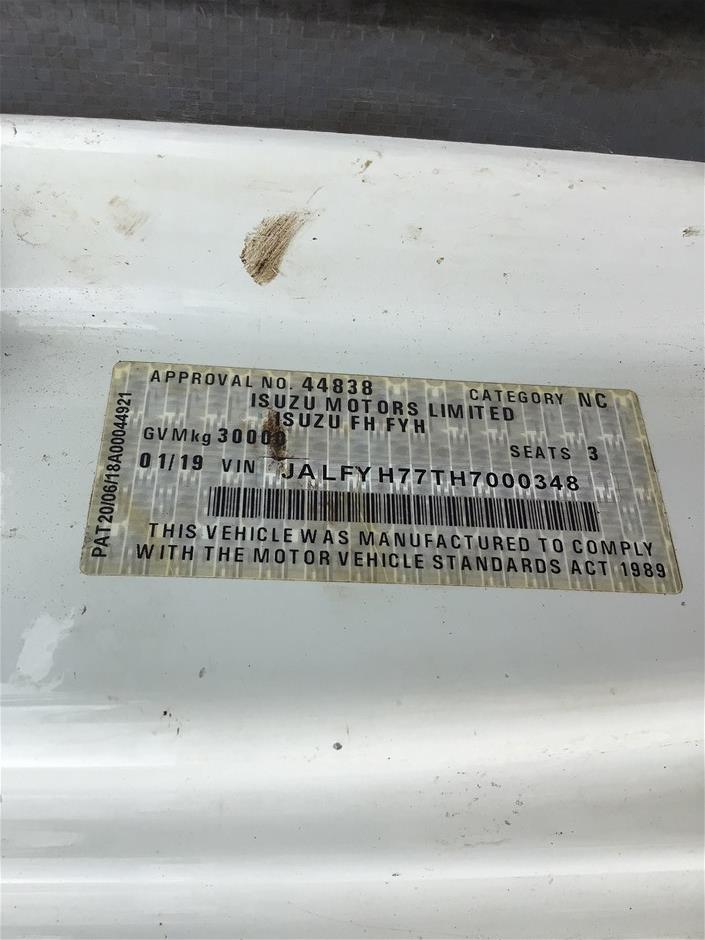 APPROVAL NO. 44838 CATEGORY NC
ISUZU MOTORS LIMITED
ISUZU FH FYH
GVMkg 30000 SEATS 3
01/19 VIN JALFYH77TH7000348
THIS VEHICLE WAS MANUFACTURED TO COMPLY
WITH THE MOTOR VEHICLE STANDARDS ACT 1989
PAT20/06/18A00044921